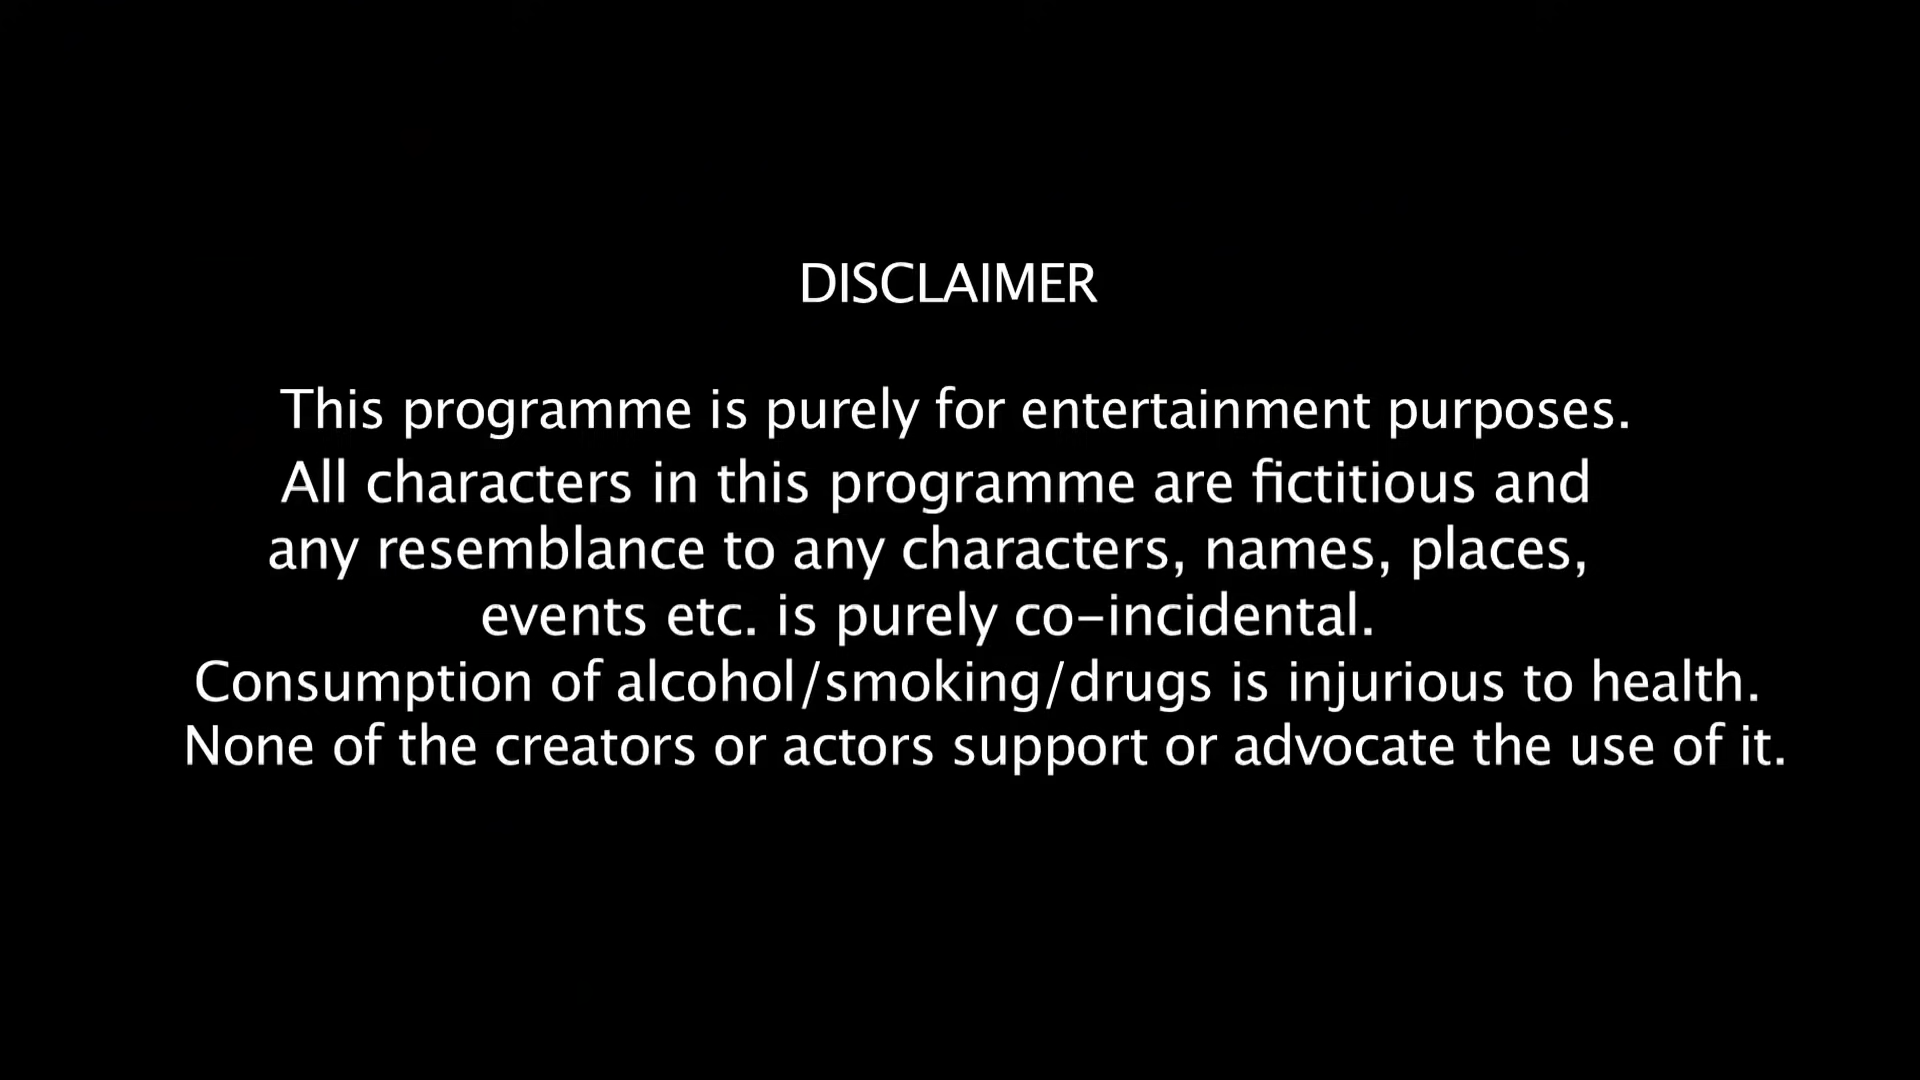 DISCLAIMER
This programme is purely for entertainment purposes.
All characters in this programme are fictitious and
any resemblance to any characters, names, places,
events etc. is purely co-incidental.
Consumption of alcohol/smoking/drugs is injurious to health.
None of the creators or actors support or advocate the use of it.